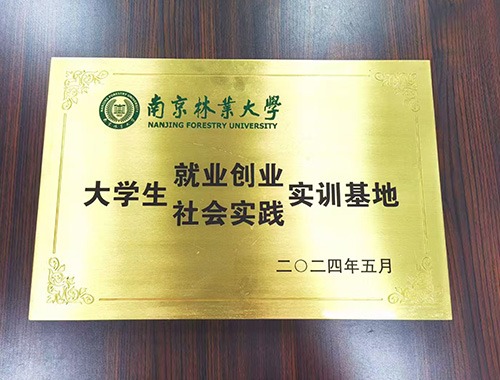 南京林業大學
NANJING FORESTRY UNIVERSITY
就业创业
大学生 实训基地
社会实践
二〇二四年五月